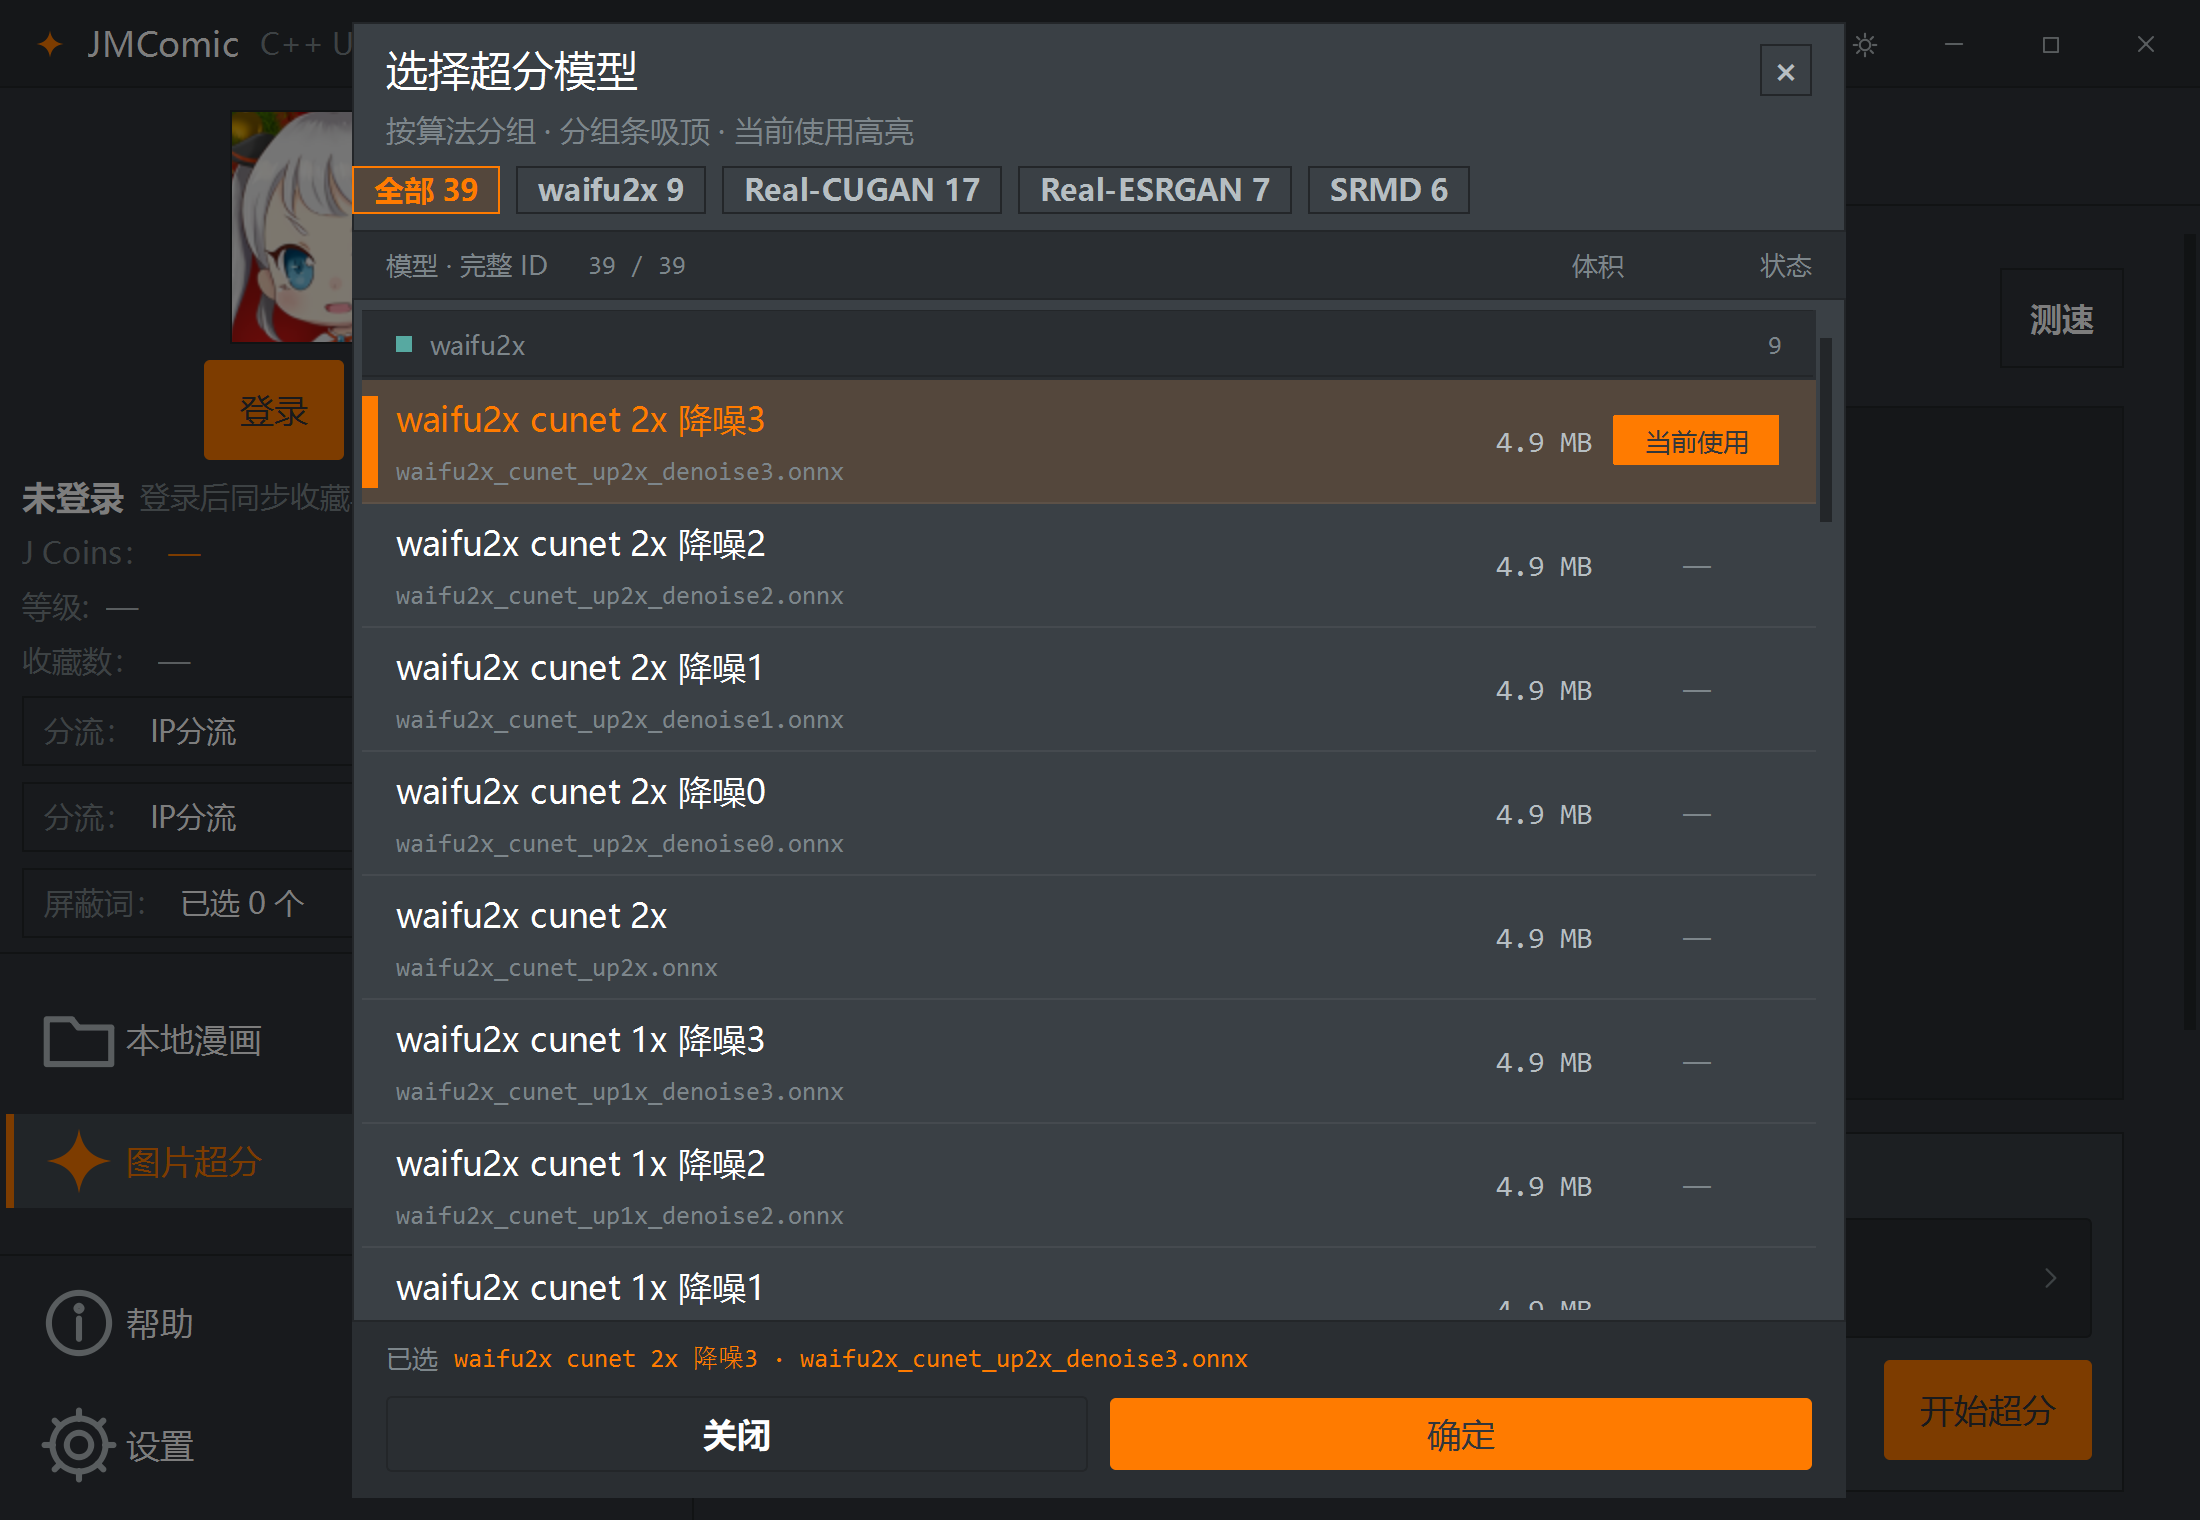 JMComic C++ U
选择超分模型
按算法分组 · 分组条吸顶 · 当前使用高亮
全部 39
waifu2x 9
Real-CUGAN 17
Real-ESRGAN 7
SRMD 6
模型 · 完整 ID 39 / 39 体积 状态
waifu2x 9
waifu2x cunet 2x 降噪3
waifu2x_cunet_up2x_denoise3.onnx
4.9 MB 当前使用
waifu2x cunet 2x 降噪2
waifu2x_cunet_up2x_denoise2.onnx
4.9 MB —
waifu2x cunet 2x 降噪1
waifu2x_cunet_up2x_denoise1.onnx
4.9 MB —
waifu2x cunet 2x 降噪0
waifu2x_cunet_up2x_denoise0.onnx
4.9 MB —
waifu2x cunet 2x
waifu2x_cunet_up2x.onnx
4.9 MB —
waifu2x cunet 1x 降噪3
waifu2x_cunet_up1x_denoise3.onnx
4.9 MB —
waifu2x cunet 1x 降噪2
waifu2x_cunet_up1x_denoise2.onnx
4.9 MB —
waifu2x cunet 1x 降噪1
4.9 MB
已选 waifu2x cunet 2x 降噪3 · waifu2x_cunet_up2x_denoise3.onnx
关闭
确定
登录
未登录 登录后同步收藏
J Coins: —
等级: —
收藏数: —
分流: IP分流
分流: IP分流
屏蔽词: 已选 0 个
本地漫画
图片超分
帮助
设置
测速
开始超分